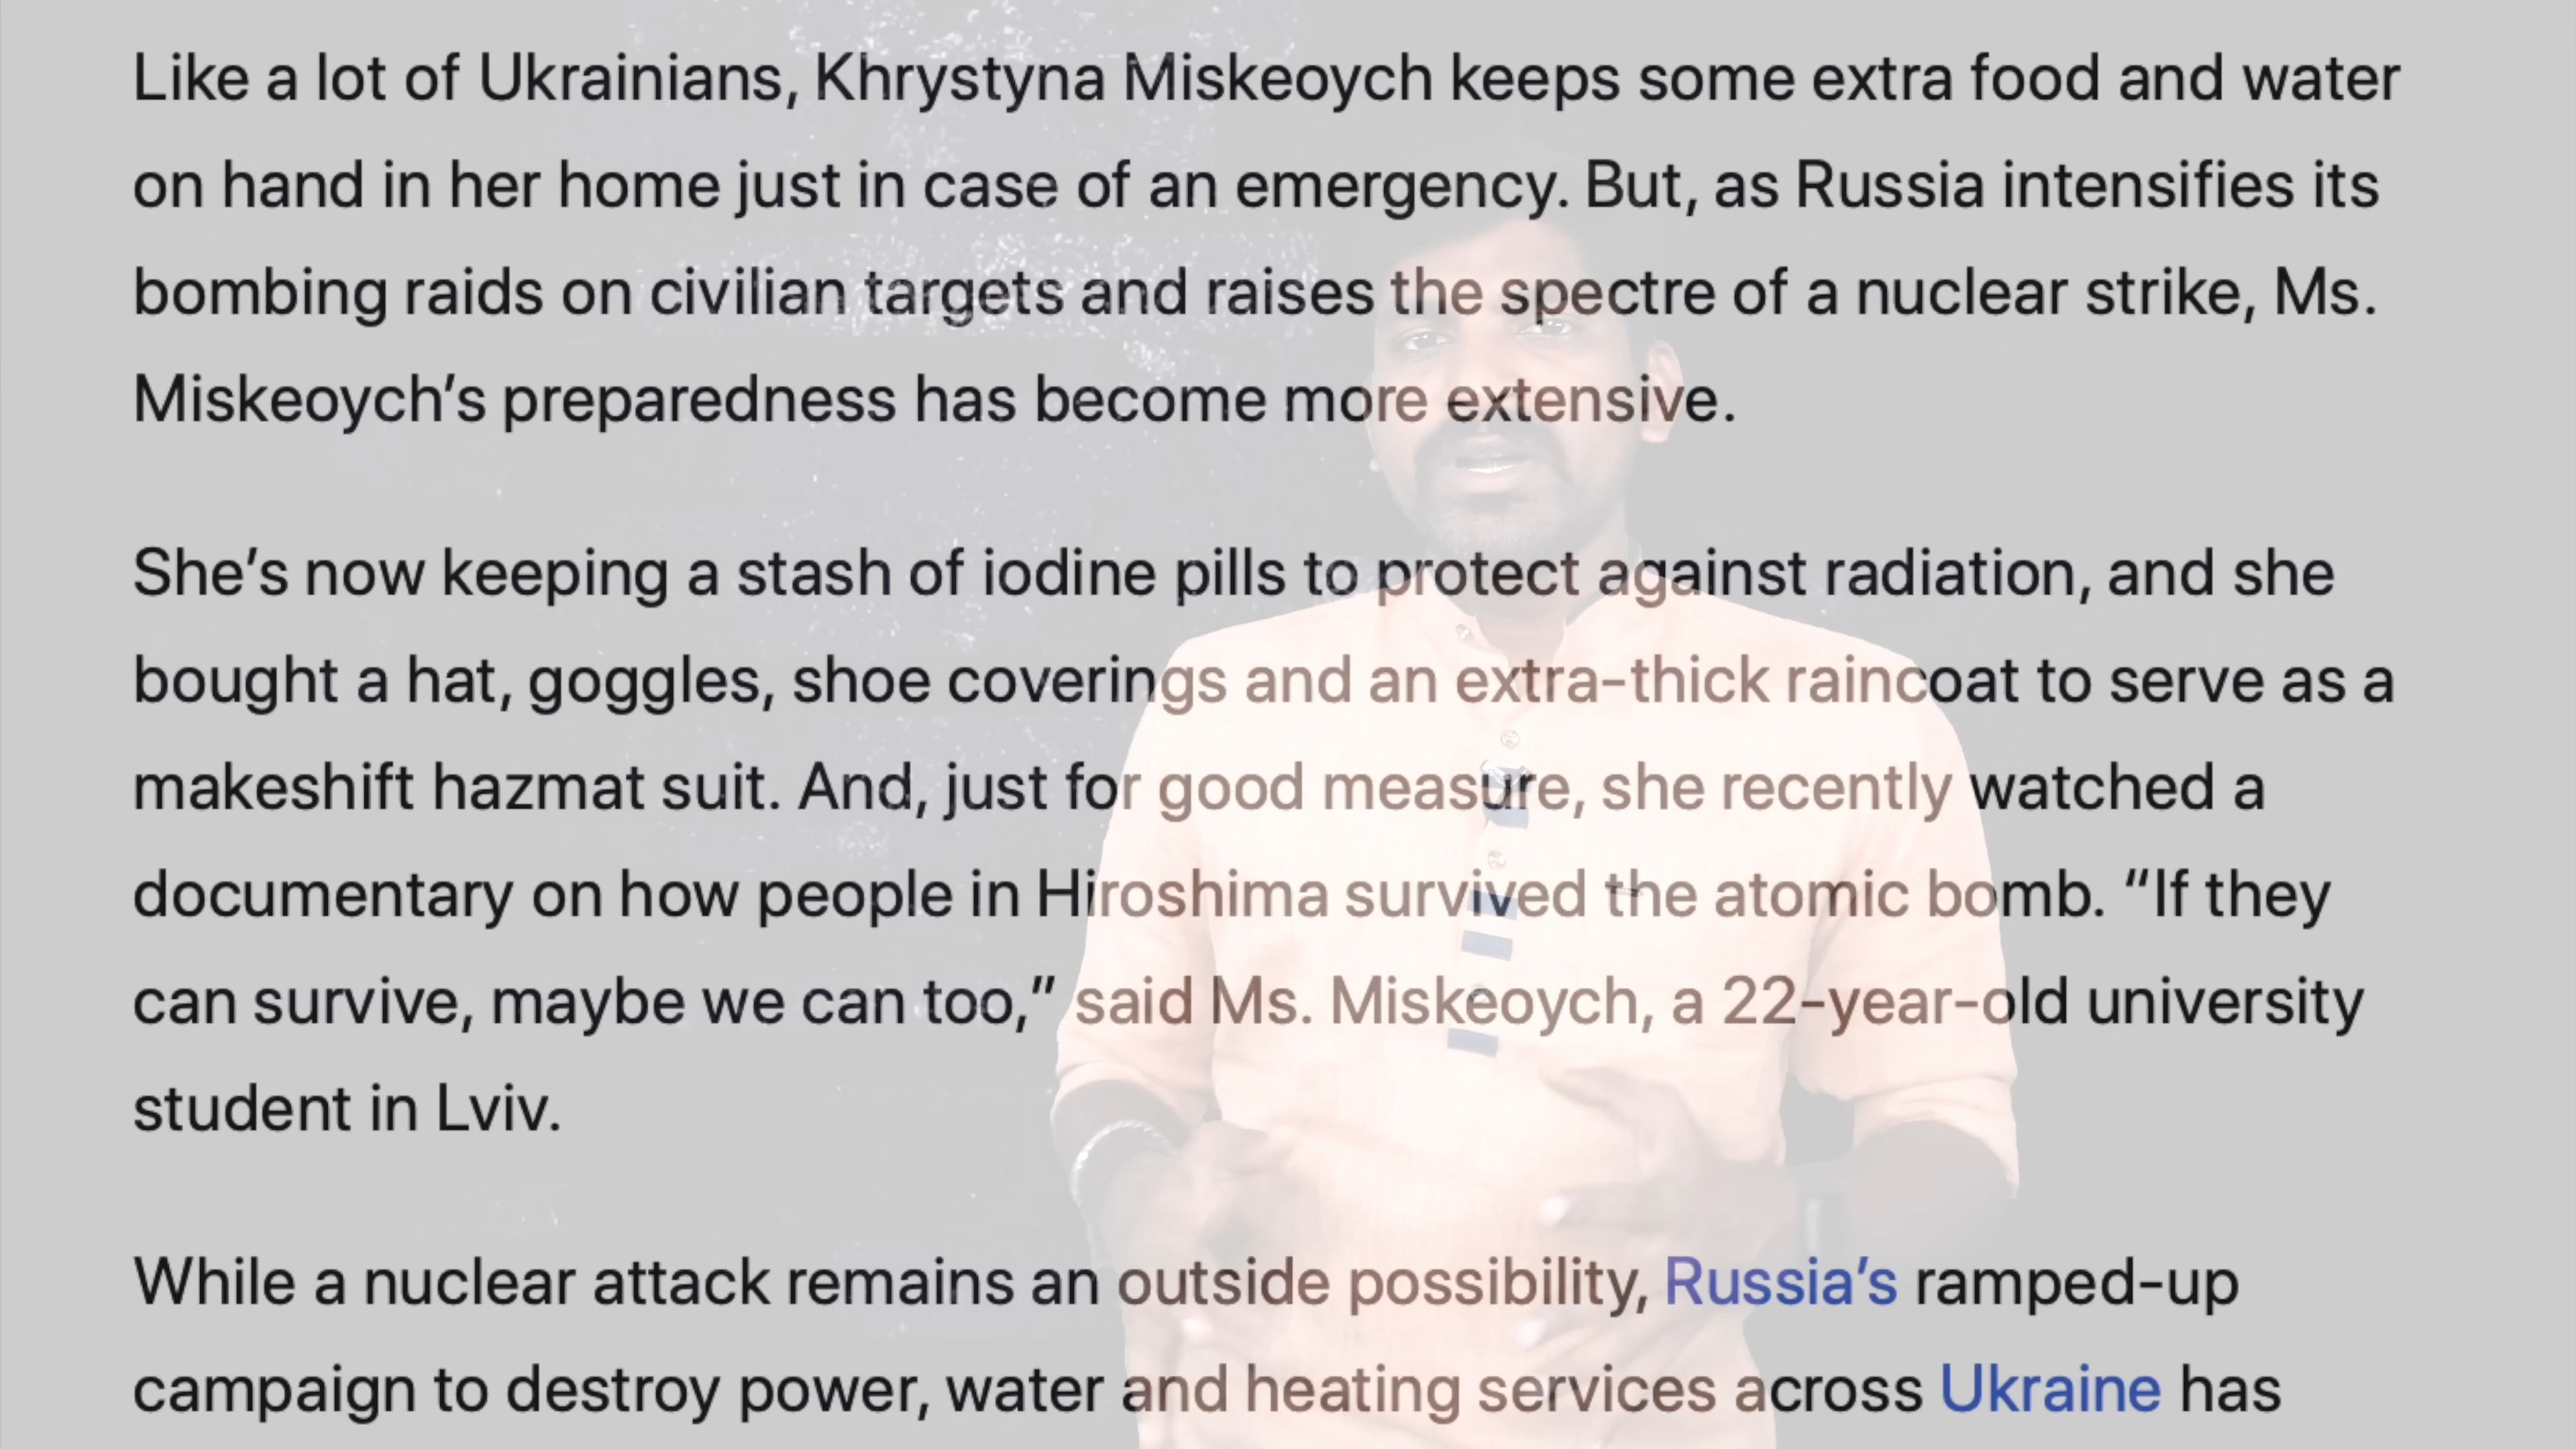 Like a lot of Ukrainians, Khrystyna Miskeoych keeps some extra food and water
on hand in her home just in case of an emergency. But, as Russia intensifies its
bombing raids on civilian targets and raises the spectre of a nuclear strike, Ms.
Miskeoych’s preparedness has become more extensive.
She’s now keeping a stash of iodine pills to protect against radiation, and she
bought a hat, goggles, shoe coverings and an extra-thick raincoat to serve as a
makeshift hazmat suit. And, just for good measure, she recently watched a
documentary on how people in Hiroshima survived the atomic bomb. “If they
can survive, maybe we can too,” said Ms. Miskeoych, a 22-year-old university
student in Lviv.
While a nuclear attack remains an outside possibility, Russia’s ramped-up
campaign to destroy power, water and heating services across Ukraine has